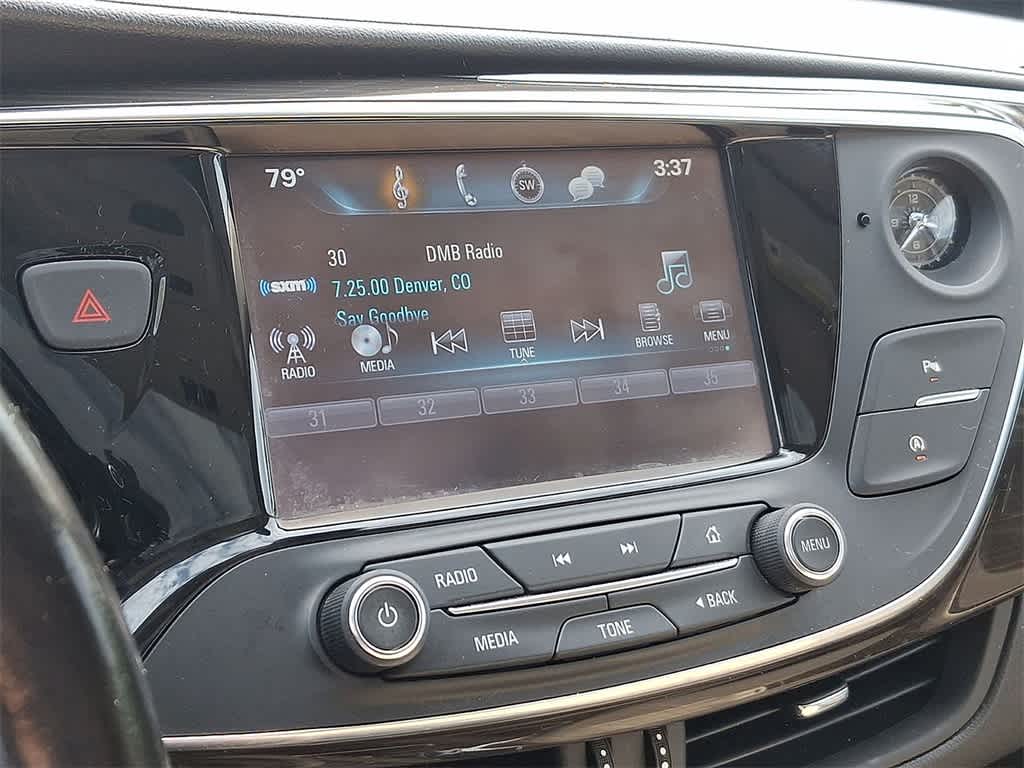 79° SW 3:37
30 DMB Radio
((sxm)) 7.25.00 Denver, CO
Say Goodbye
RADIO MEDIA TUNE BROWSE MENU
31 32 33 34 35
12
P
A
RADIO
MENU
MEDIA TONE BACK